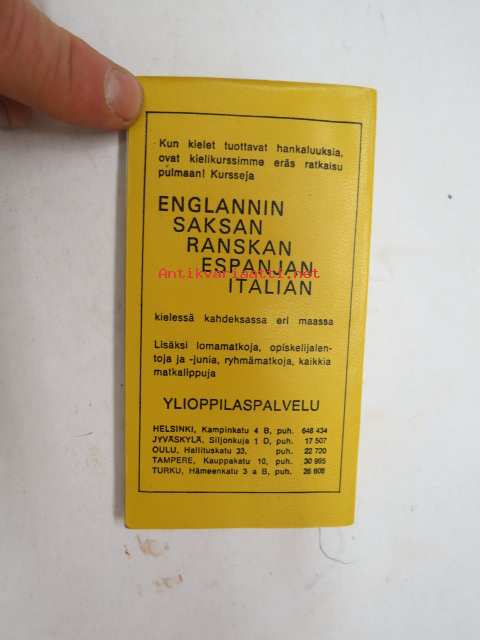 Kun kielet tuottavat hankaluuksia,
ovat kielikurssimme eräs ratkaisu
pulmaan! Kursseja
ENGLANNIN
SAKSAN
RANSKAN
ESPANJAN
Antikvariaatti.net
ITALIAN
kielessä kahdeksassa eri maassa
Lisäksi lomamatkoja, opiskelijalen-
toja ja -junia, ryhmämatkoja, kaikkia
matkalippuja
YLIOPPILASPALVELU
HELSINKI, Kampinkatu 4 B, puh. 648 434
JYVÄSKYLÄ, Siljonkuja 1 D, puh. 17 507
OULU, Hallituskatu 33, puh. 22 720
TAMPERE, Kauppakatu 10, puh. 30 995
TURKU, Hämeenkatu 3 a B, puh. 26 608